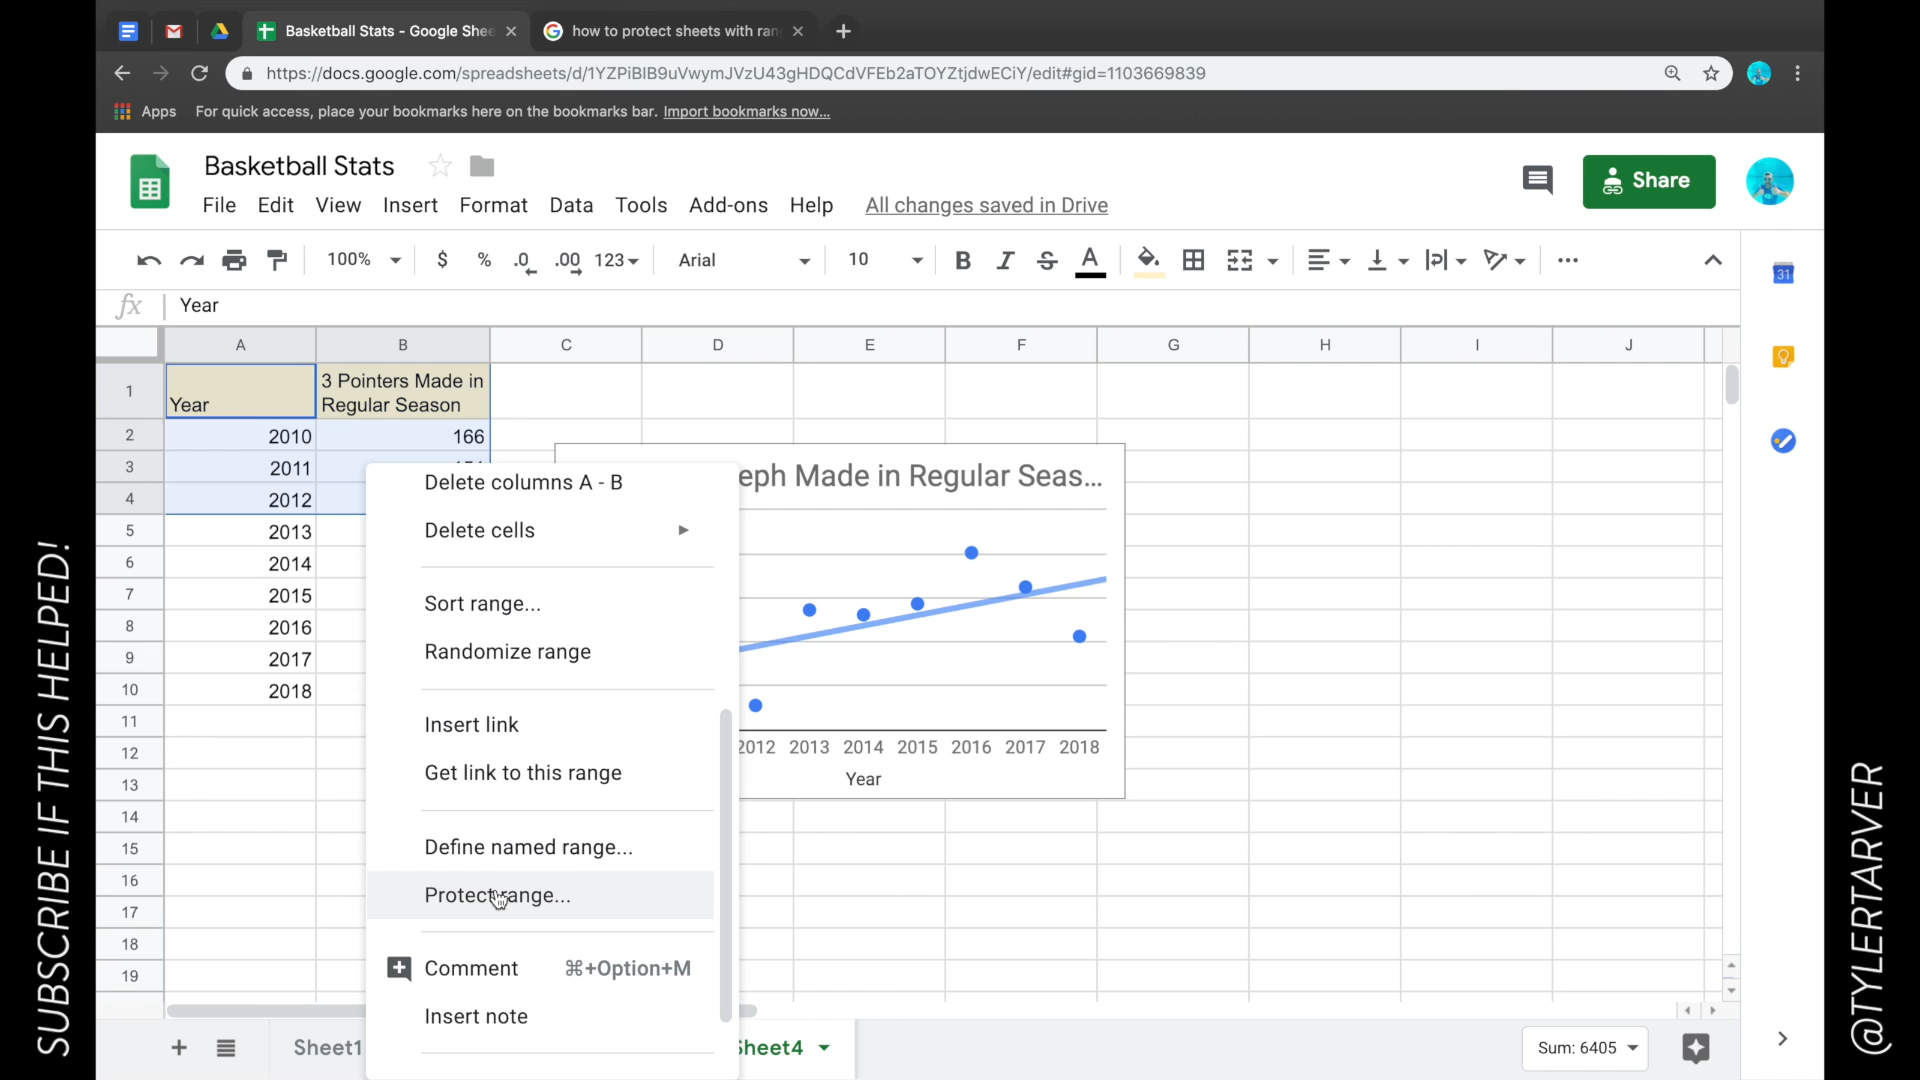 Basketball Stats - Google Shee
how to protect sheets with ran
https://docs.google.com/spreadsheets/d/1YZPiBIB9uVwymJVzU43gHDQCdVFEb2aTOYZtjdwECiY/edit#gid=1103669839
Apps
For quick access, place your bookmarks here on the bookmarks bar. Import bookmarks now...
Basketball Stats
Share
File Edit View Insert Format Data Tools Add-ons Help All changes saved in Drive
100% $ % .0 .00 123 Arial 10 B I S A
31
fx Year
A B C D E F G H I J
1 Year 3 Pointers Made in
Regular Season
2 2010 166
3 2011
4 2012
5 2013
6 2014
7 2015
8 2016
9 2017
10 2018
11
12
13
14
15
16
17
18
19
eph Made in Regular Seas...
2012 2013 2014 2015 2016 2017 2018
Year
Delete columns A - B
Delete cells
Sort range...
Randomize range
Insert link
Get link to this range
Define named range...
Protect range...
Comment ⌘+Option+M
Insert note
Sheet1
Sheet4
Sum: 6405
SUBSCRIBE IF THIS HELPED!
@TYLERTARVER